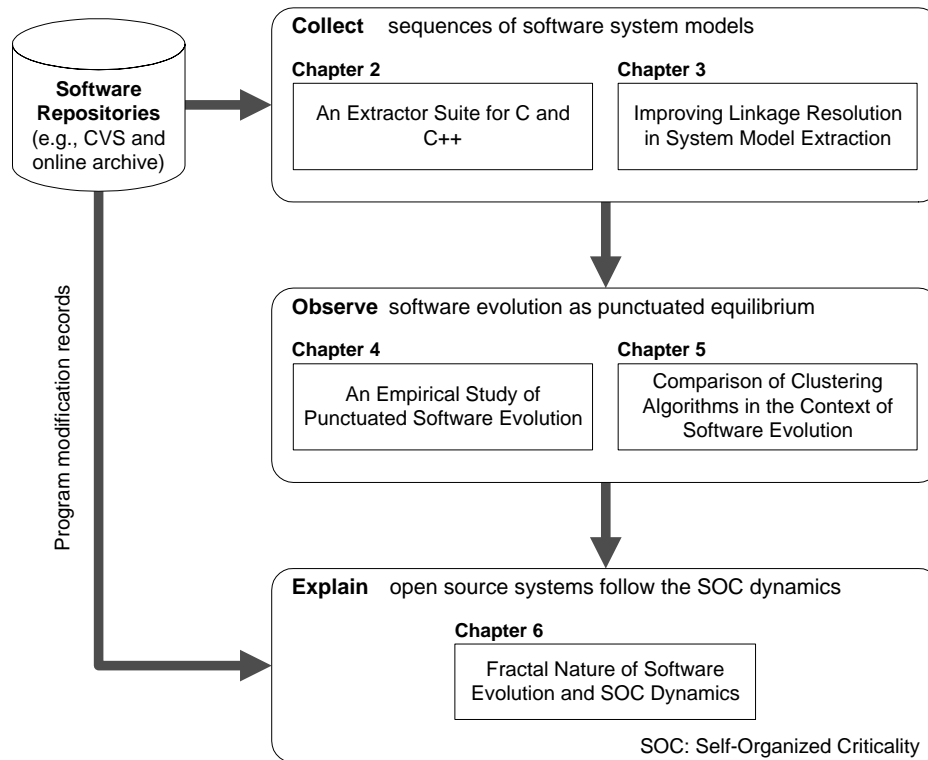 Software
Repositories
(e.g., CVS and
online archive)
Program modification records
Collect sequences of software system models
Chapter 2
An Extractor Suite for C and
C++
Chapter 3
Improving Linkage Resolution
in System Model Extraction
Observe software evolution as punctuated equilibrium
Chapter 4
An Empirical Study of
Punctuated Software Evolution
Chapter 5
Comparison of Clustering
Algorithms in the Context of
Software Evolution
Explain open source systems follow the SOC dynamics
Chapter 6
Fractal Nature of Software
Evolution and SOC Dynamics
SOC: Self-Organized Criticality